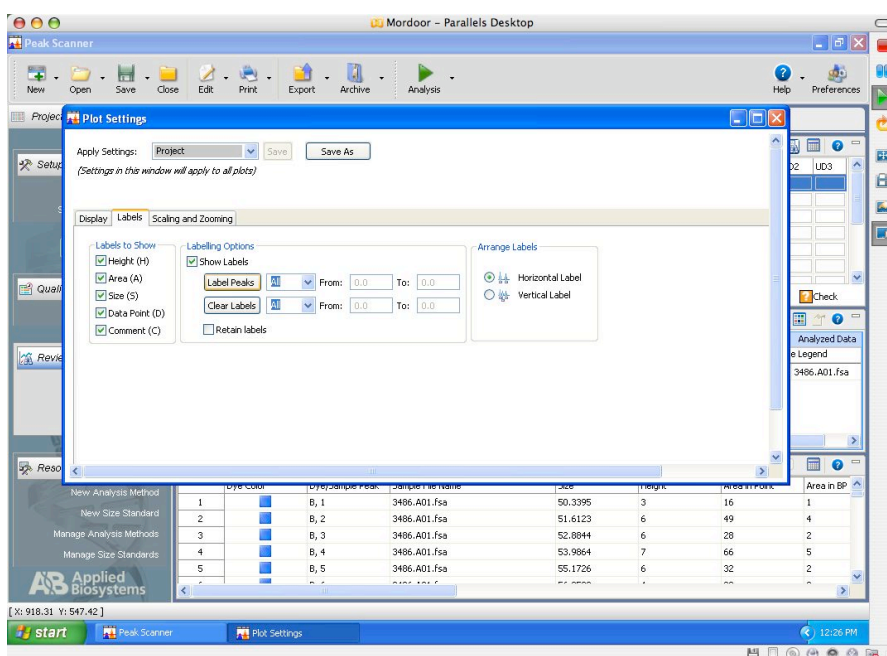 Mordoor – Parallels Desktop
Peak Scanner
New Open Save Close Edit Print Export Archive Analysis Help Preferences
Plot Settings
Apply Settings: Project Save Save As
(Settings in this window will apply to all plots)
UD3
Display Labels Scaling and Zooming
Labels to Show Labelling Options Arrange Labels
Height (H) Show Labels
Area (A) Label Peaks All From: 0.0 To: 0.0 Horizontal Label
Size (S) Clear Labels All From: 0.0 To: 0.0 Vertical Label
Data Point (D)
Comment (C) Retain labels
Check
Analyzed Data
e Legend
3486.A01.fsa
New Analysis Method
New Size Standard
Manage Analysis Methods
Manage Size Standards
Dye Color Dye/Sample Peak Sample File Name Size Height Area in Point Area in BP
1 B, 1 3486.A01.fsa 50.3395 3 16 1
2 B, 2 3486.A01.fsa 51.6123 6 49 4
3 B, 3 3486.A01.fsa 52.8844 6 28 2
4 B, 4 3486.A01.fsa 53.9864 7 66 5
5 B, 5 3486.A01.fsa 55.1726 6 32 2
AB Applied Biosystems
[ X: 918.31 Y: 547.42 ]
start Peak Scanner Plot Settings 12:26 PM